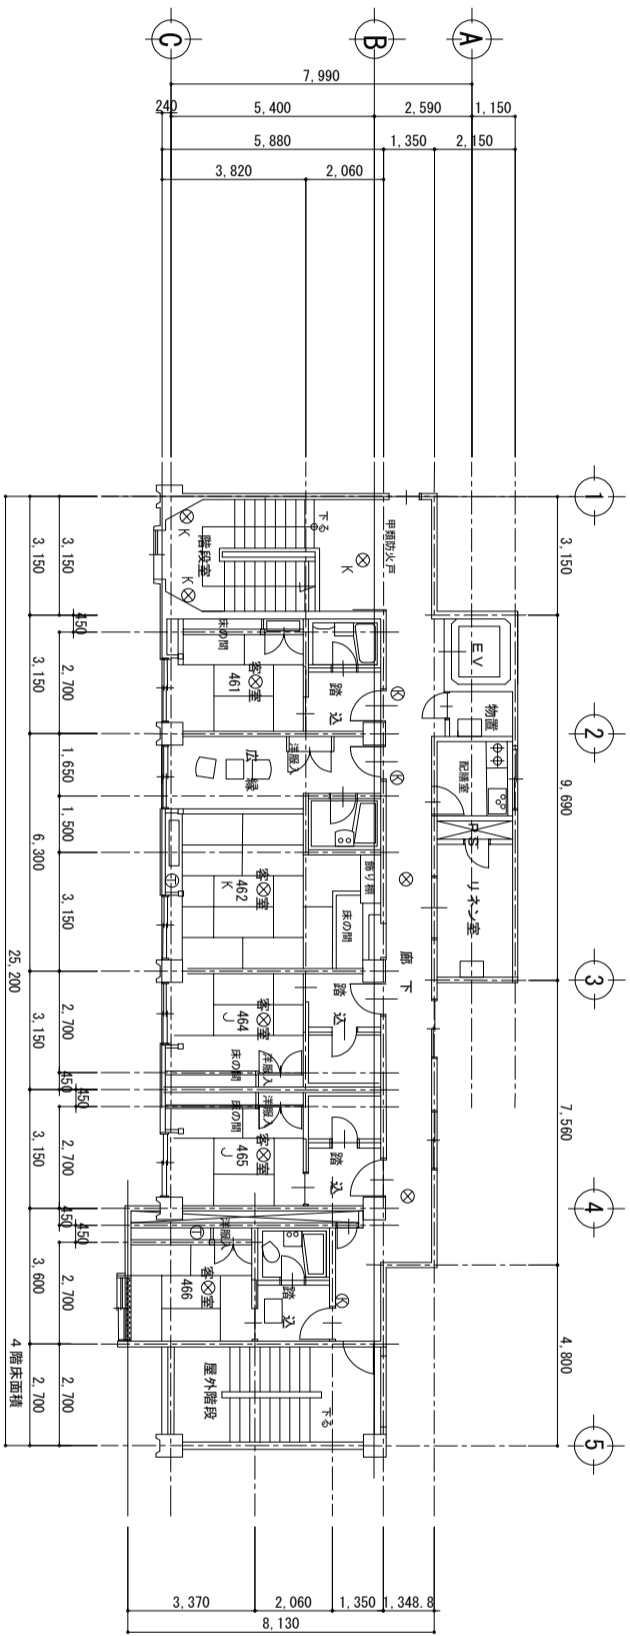 C
B
A
7,990
240
5,400
2,590
1,150
5,880
1,350
2,150
3,820
2,060
1
2
3
4
5
3,150
9,690
7,560
4,800
下る
甲種防火戸
階段室
K
K
K
EV
物置
配膳室
PS
リネン室
床の間
客室
461
踏込
K
洋服入
広縁
K
客室
462
K
飾り棚
床の間
T
廊下
客室
464
J
踏込
洋服入
床の間
洋服入
床の間
客室
465
J
踏込
T
洋服入
客室
466
踏込
K
屋外階段
下る
3,150
450
2,700
1,650
1,500
3,150
2,700
450
450
2,700
450
450
2,700
2,700
3,150
3,150
6,300
3,150
3,150
3,600
2,700
25,200
4階床面積
3,370
2,060
1,350
1,348.8
8,130